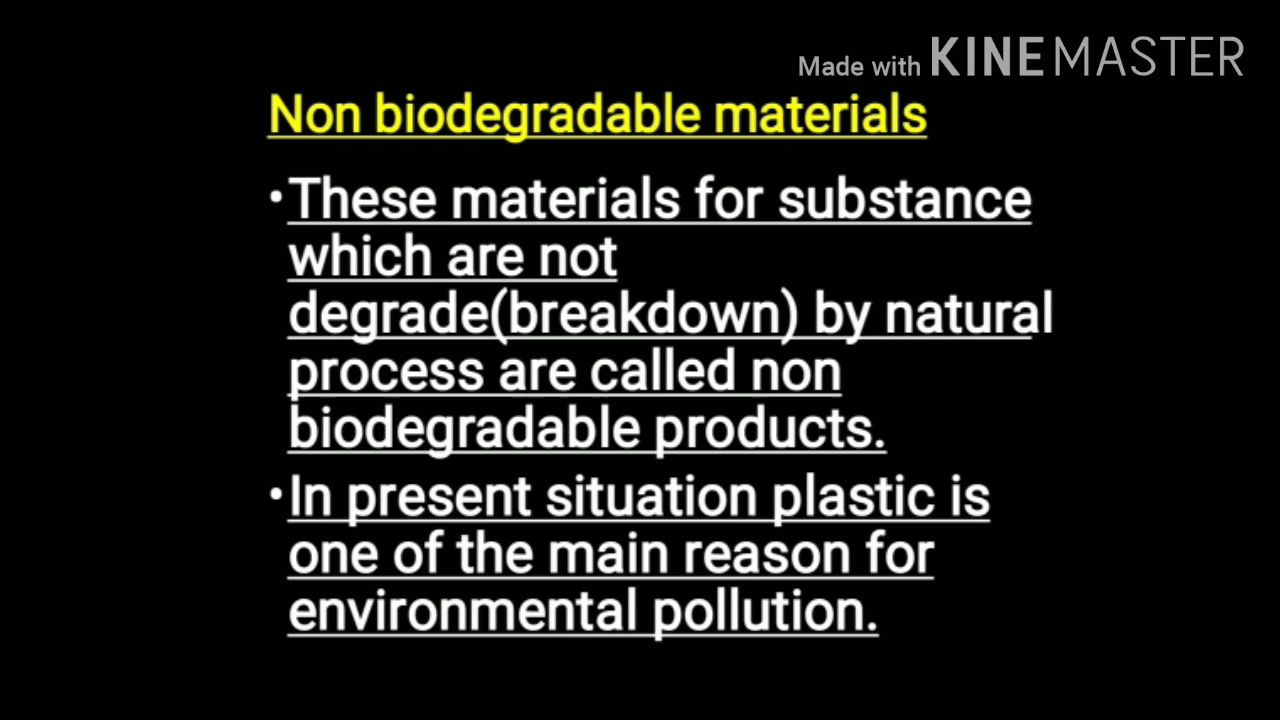 Made with KINEMASTER
Non biodegradable materials
•These materials for substance
which are not
degrade(breakdown) by natural
process are called non
biodegradable products.
•In present situation plastic is
one of the main reason for
environmental pollution.